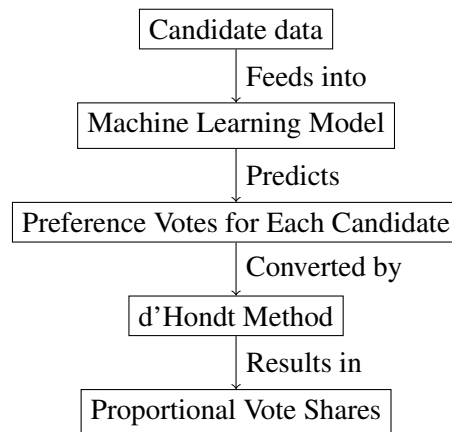 Candidate data
Feeds into
Machine Learning Model
Predicts
Preference Votes for Each Candidate
Converted by
d’Hondt Method
Results in
Proportional Vote Shares